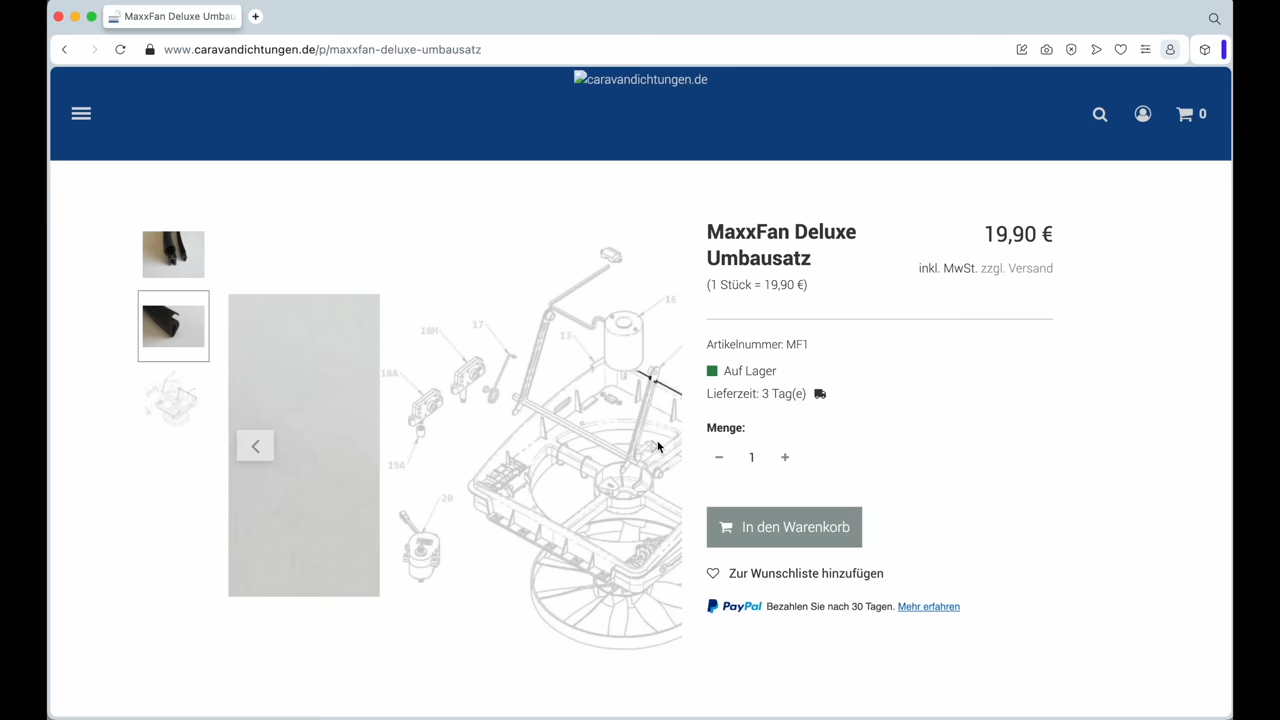 MaxxFan Deluxe Umbau
www.caravandichtungen.de/p/maxxfan-deluxe-umbausatz
caravandichtungen.de
0
MaxxFan Deluxe
Umbausatz
19,90 €
inkl. MwSt. zzgl. Versand
(1 Stück = 19,90 €)
Artikelnummer: MF1
Auf Lager
Lieferzeit: 3 Tag(e)
Menge:
− 1 +
In den Warenkorb
Zur Wunschliste hinzufügen
PayPal Bezahlen Sie nach 30 Tagen. Mehr erfahren
16
17
18M
13
18A
19A
20